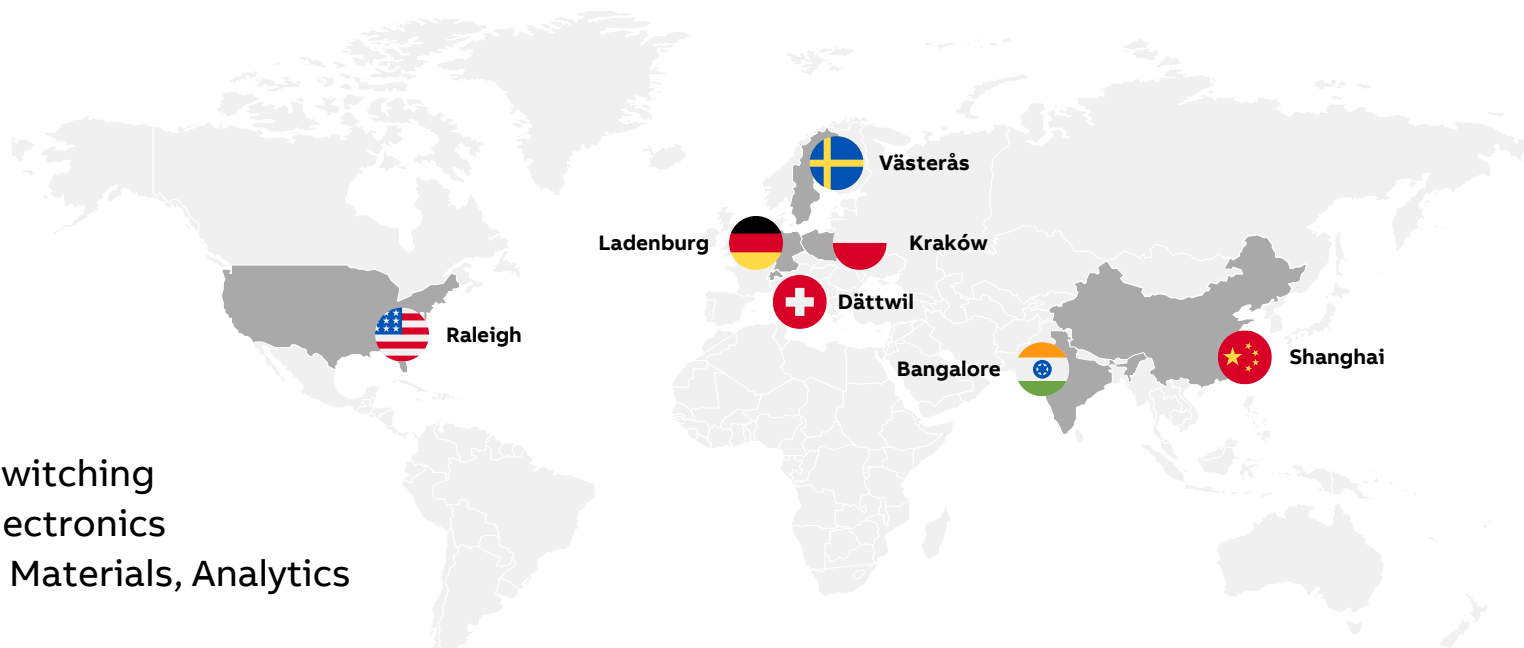 Västerås
Ladenburg
Kraków
Dättwil
Raleigh
Bangalore
Shanghai
witching
ectronics
Materials, Analytics